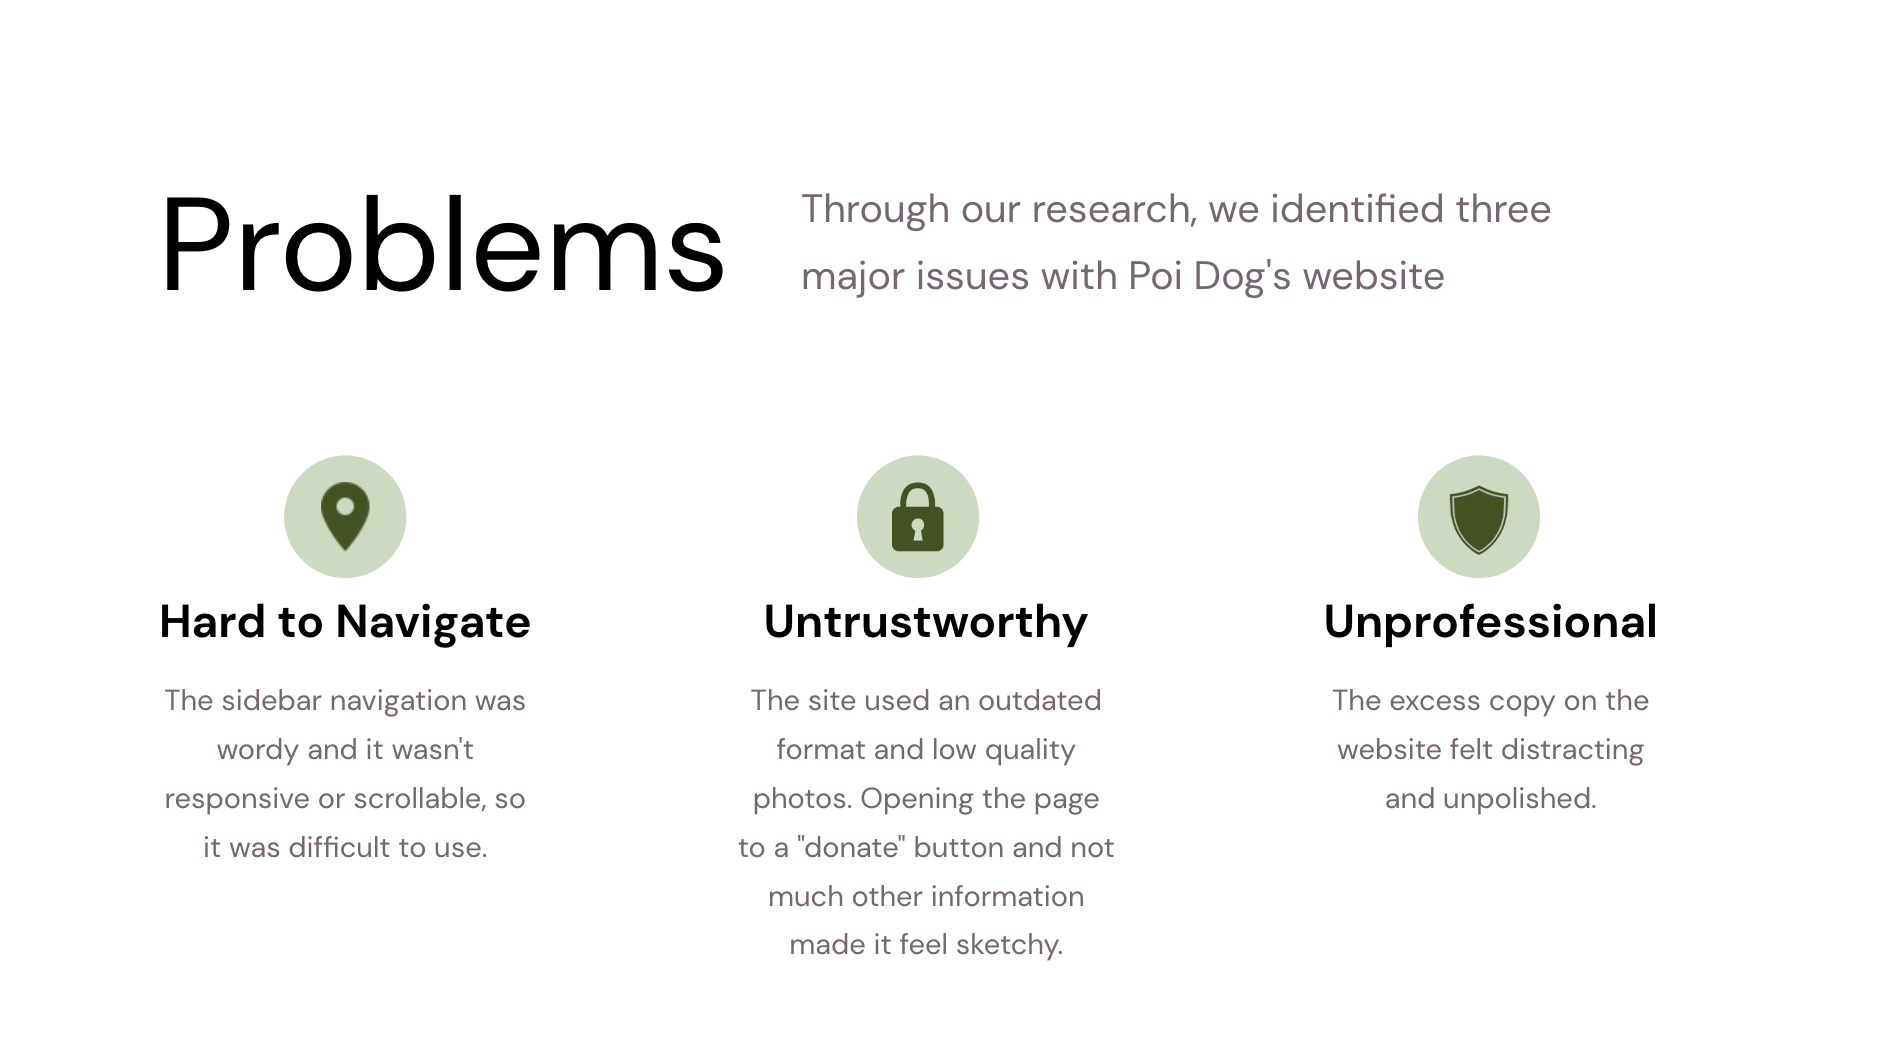 Problems
Through our research, we identified three
major issues with Poi Dog's website
Hard to Navigate
The sidebar navigation was
wordy and it wasn't
responsive or scrollable, so
it was difficult to use.
Untrustworthy
The site used an outdated
format and low quality
photos. Opening the page
to a "donate" button and not
much other information
made it feel sketchy.
Unprofessional
The excess copy on the
website felt distracting
and unpolished.